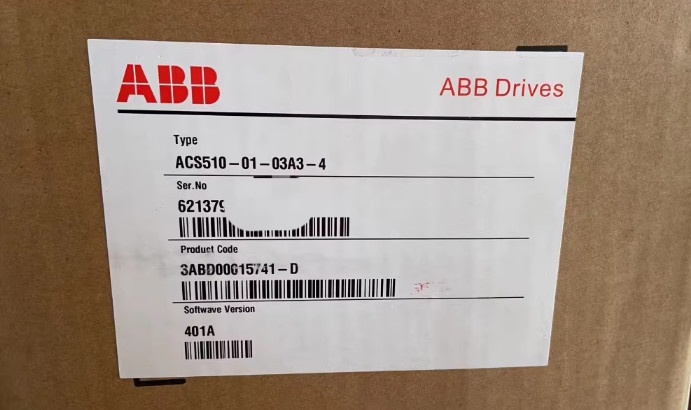 ABB
ABB Drives
Type
ACS510-01-03A3-4
Ser.No
621379
Product Code
3ABD00015741-D
Softwave Version
401A